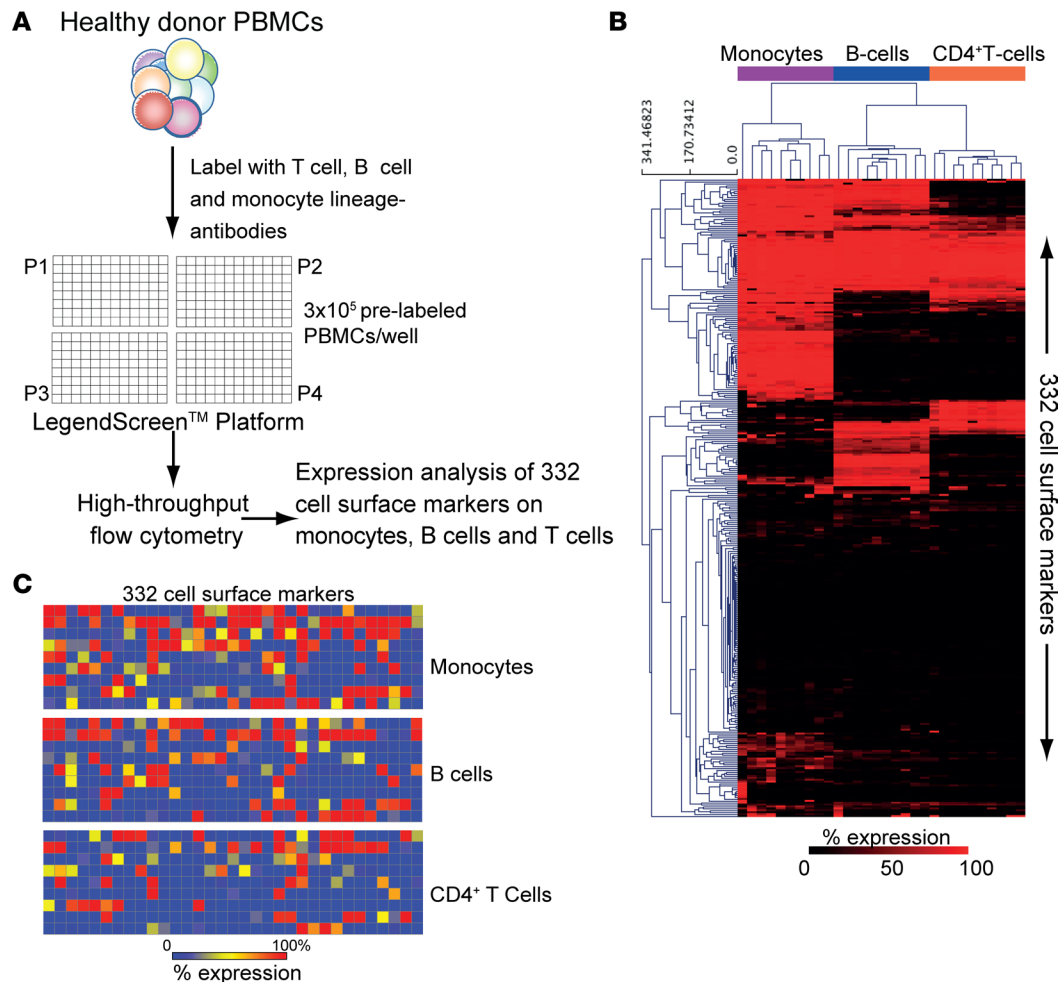 A
Healthy donor PBMCs
Label with T cell, B cell
and monocyte lineage-
antibodies
P1
P2
3x10⁵ pre-labeled
PBMCs/well
P3
P4
LegendScreen™ Platform
High-throughput
flow cytometry
Expression analysis of 332
cell surface markers on
monocytes, B cells and T cells
B
Monocytes
B-cells
CD4⁺T-cells
341.46823
170.73412
0.0
332 cell surface markers
% expression
0
50
100
C
332 cell surface markers
Monocytes
B cells
CD4⁺ T Cells
0
100%
% expression